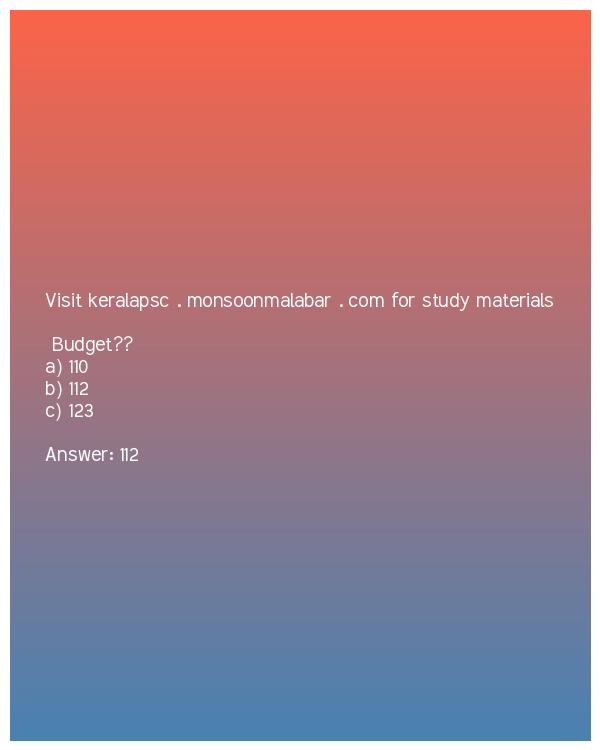 Visit keralapsc . monsoonmalabar . com for study materials
Budget??
a) 110
b) 112
c) 123
Answer: 112